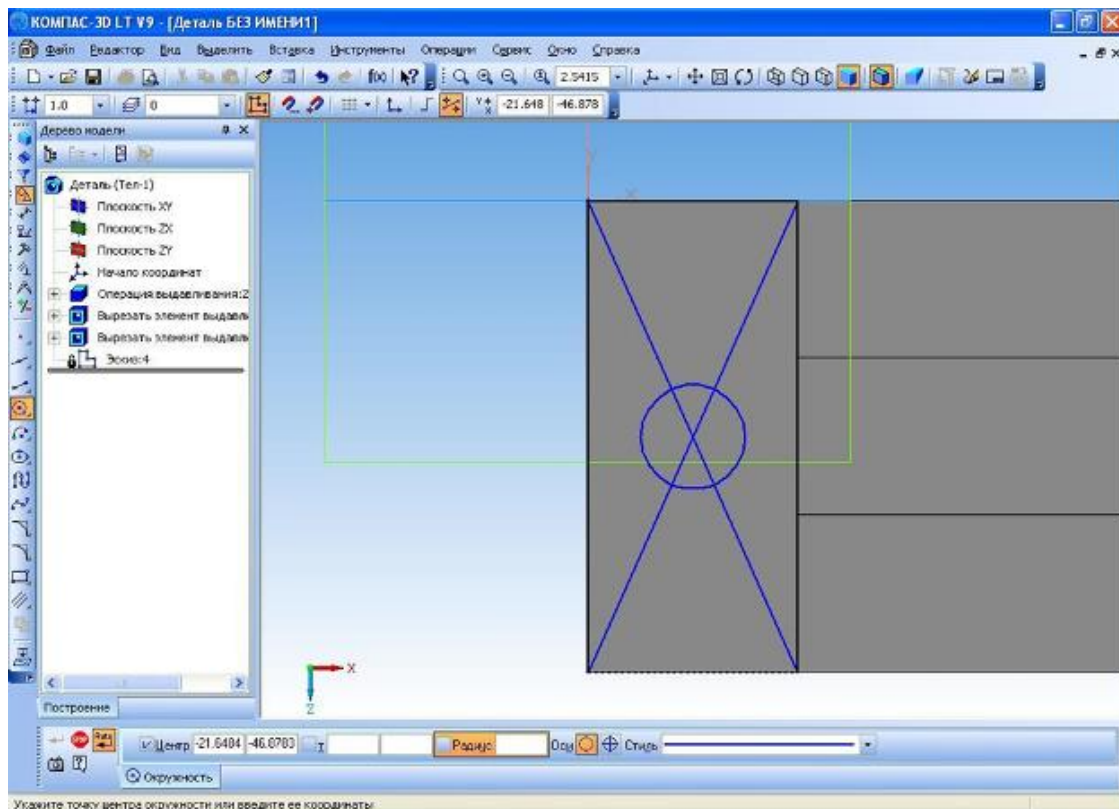 КОМПАС-3D LT V9 - [Деталь БЕЗ ИМЕНИ1]
Файл Редактор Вид Выделить Вставка Инструменты Операции Сервис Окно Справка
2.5415
1.0 0 -21.648 -46.878
Дерево модели
Деталь (Тел-1)
Плоскость XY
Плоскость ZX
Плоскость ZY
Начало координат
Операция выдавливания:2
Вырезать элемент выдавли
Вырезать элемент выдавли
Эскиз:4
Y
X
X
Z
Построение
Центр -21.6484 -46.8783 т Радиус Оси Стиль
Окружность
Укажите точку центра окружности или введите ее координаты